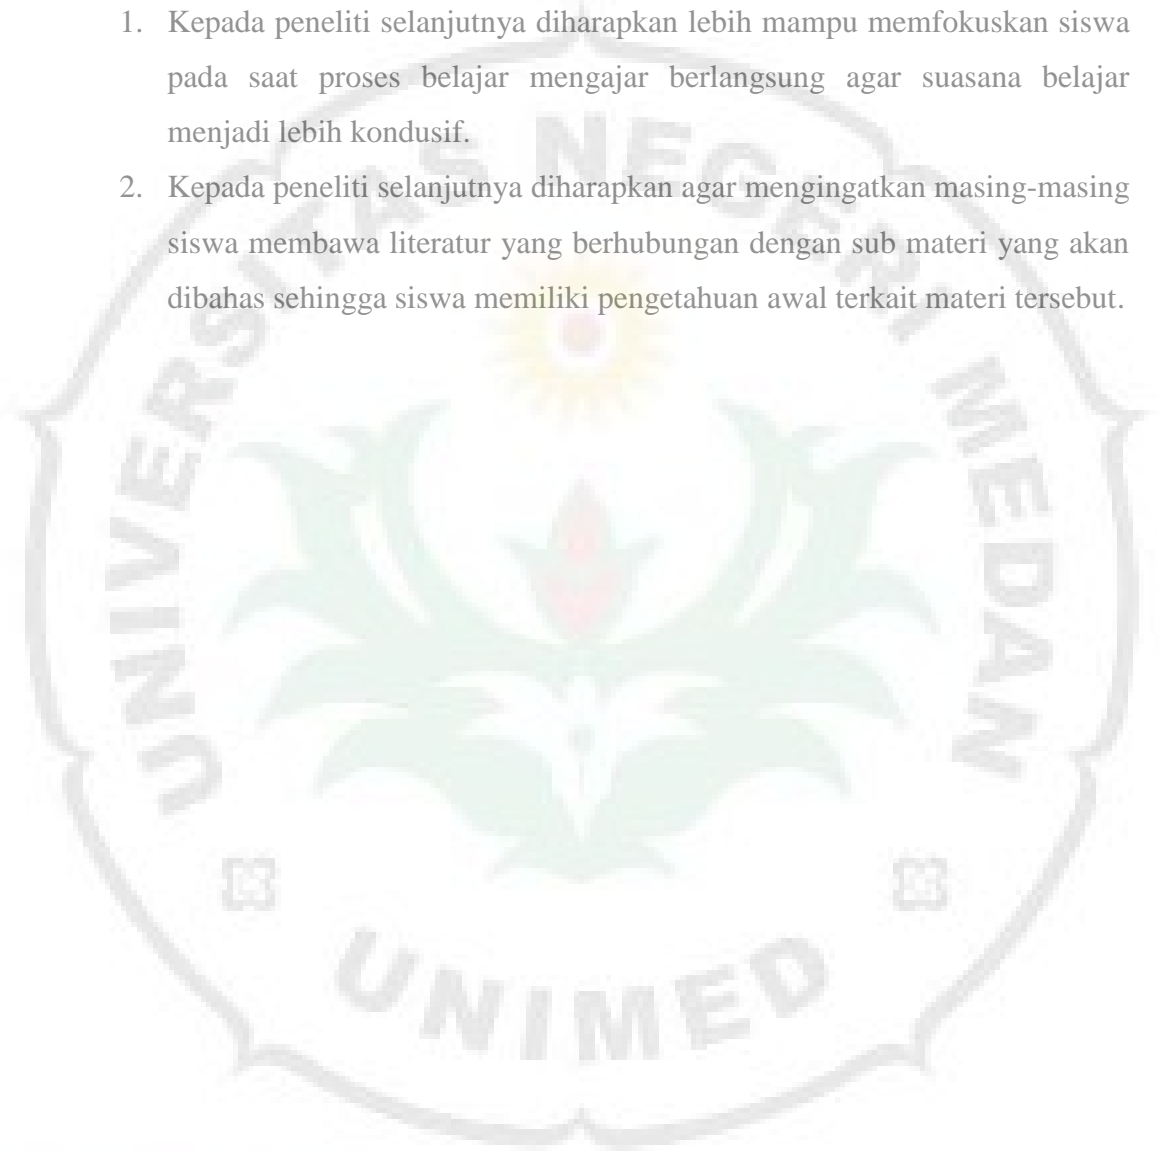 1. Kepada peneliti selanjutnya diharapkan lebih mampu memfokuskan siswa
pada saat proses belajar mengajar berlangsung agar suasana belajar
menjadi lebih kondusif.
2. Kepada peneliti selanjutnya diharapkan agar mengingatkan masing-masing
siswa membawa literatur yang berhubungan dengan sub materi yang akan
dibahas sehingga siswa memiliki pengetahuan awal terkait materi tersebut.
UNIVERSITAS NEGERI MEDAN
UNIMED